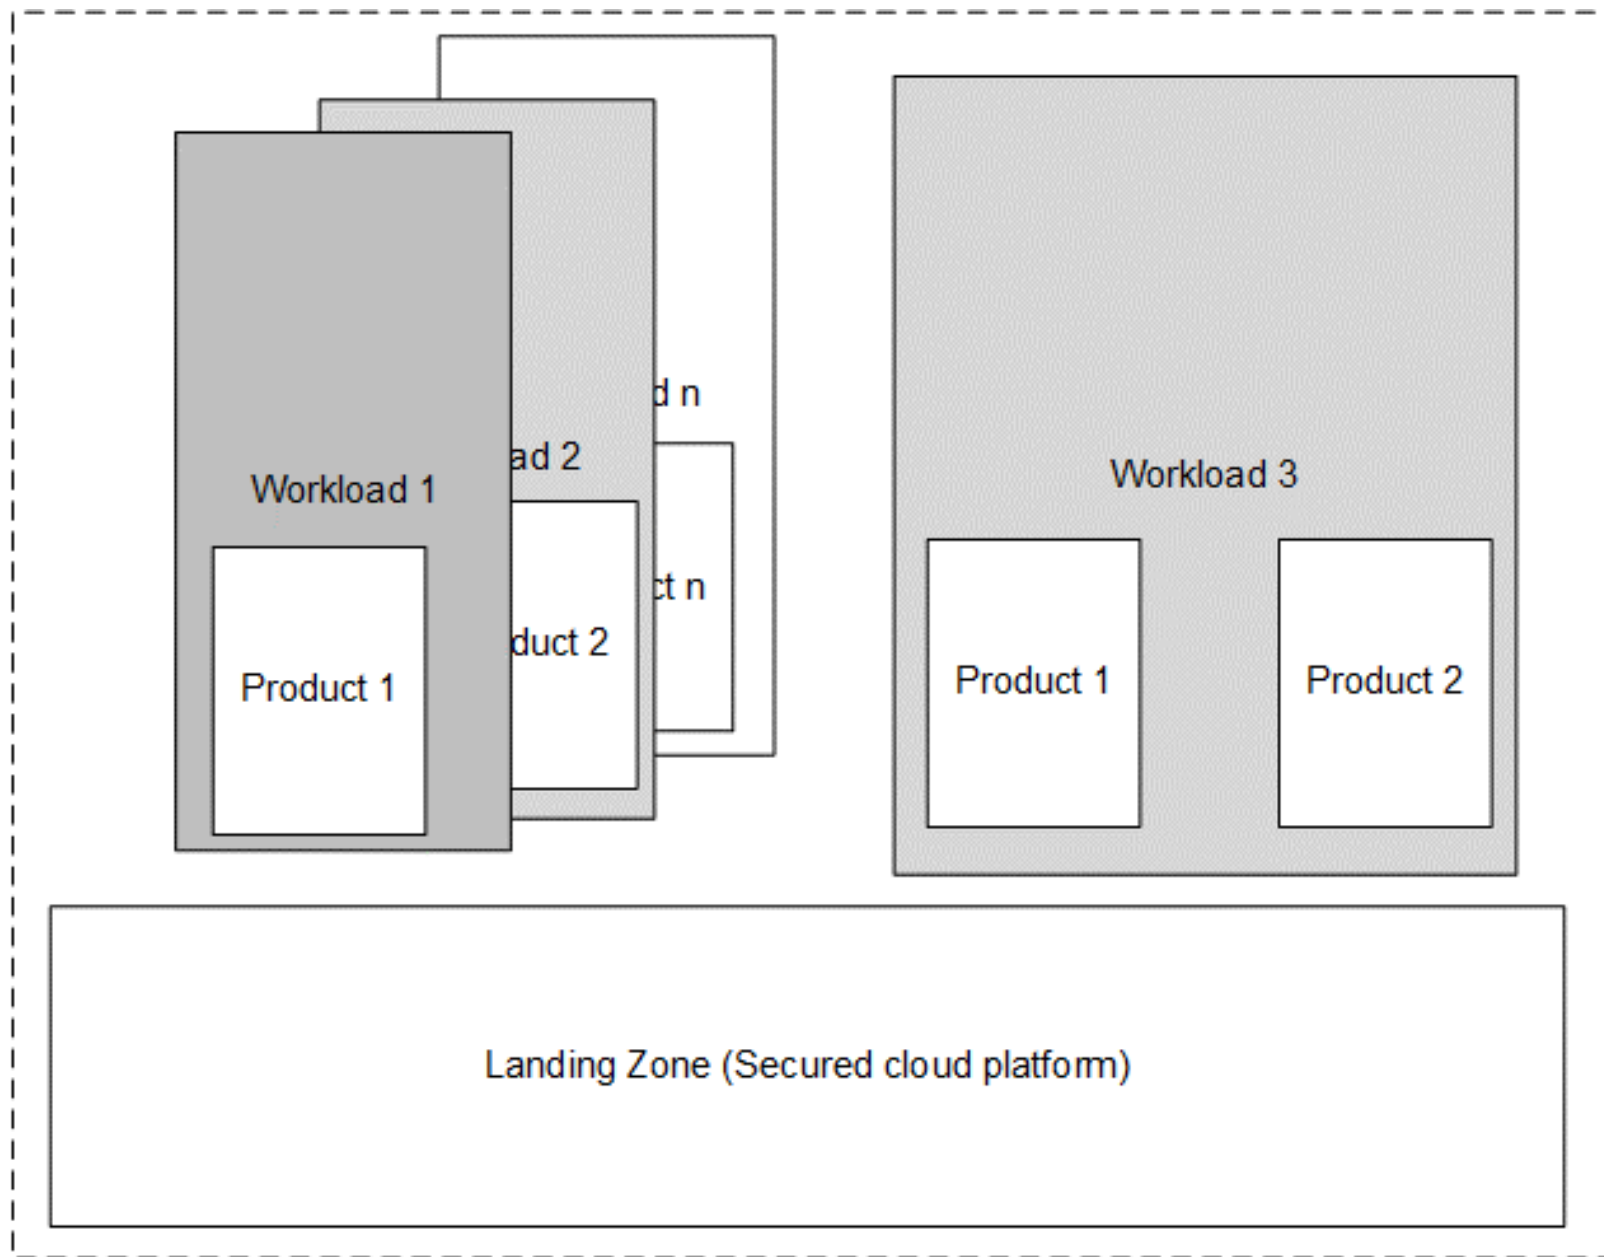 d n
ad 2
Workload 1
Workload 3
ct n
duct 2
Product 1
Product 1
Product 2
Landing Zone (Secured cloud platform)